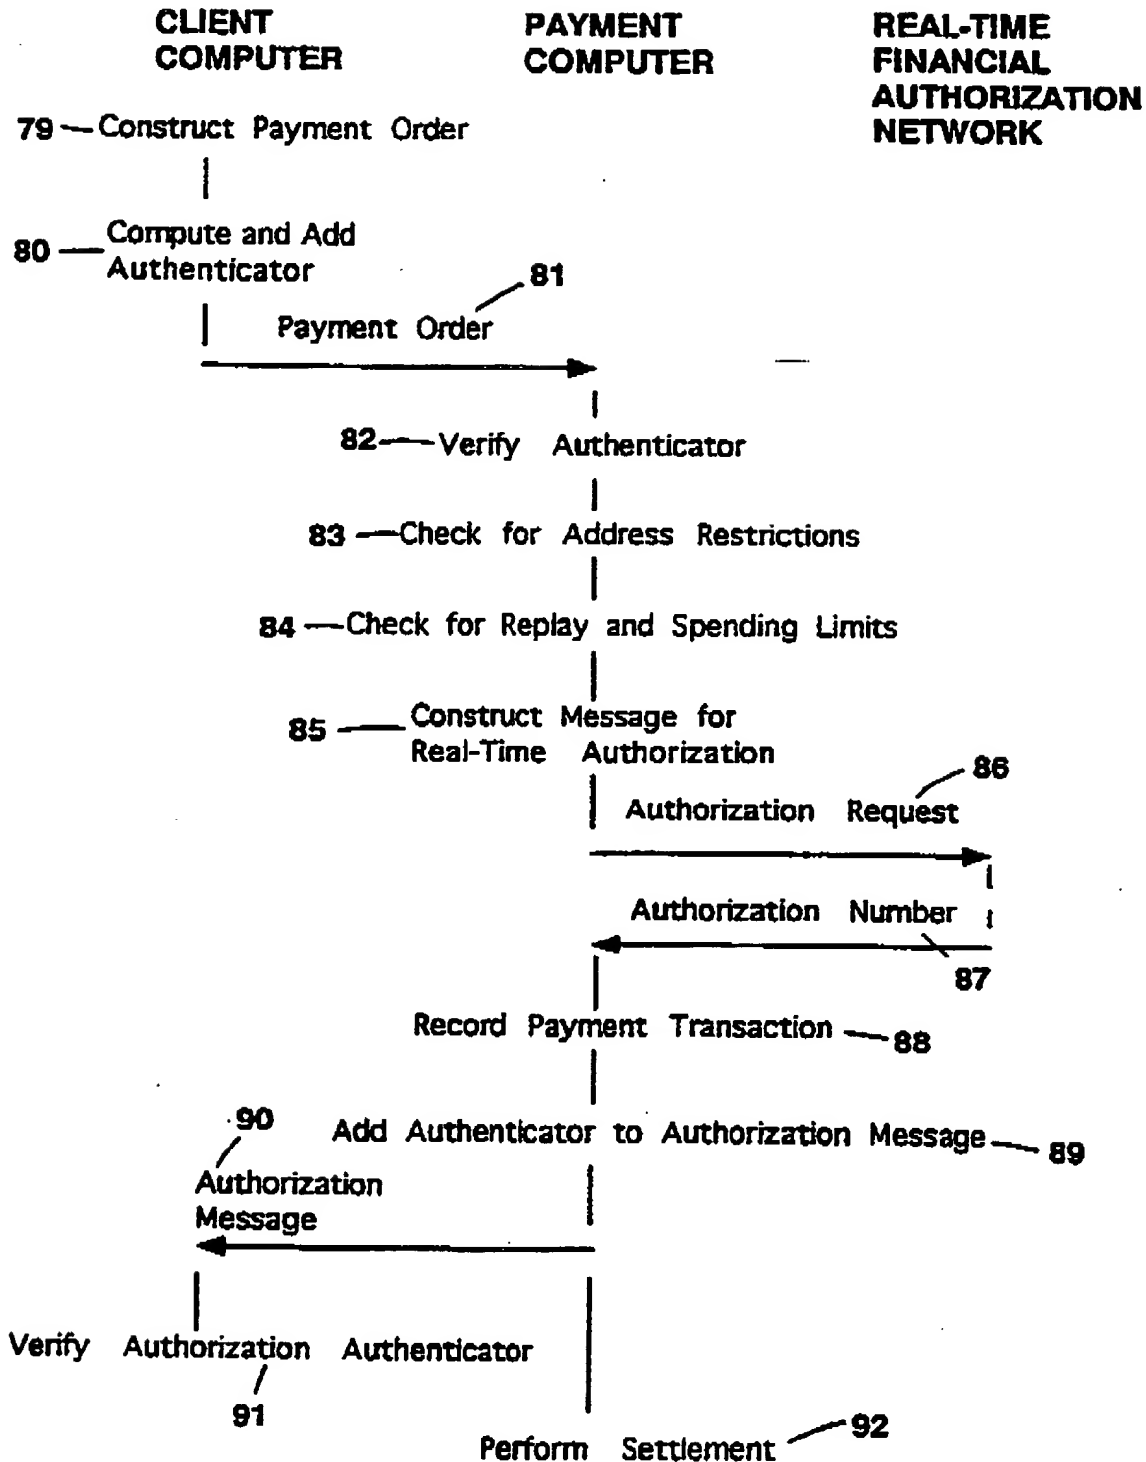 CLIENT
COMPUTER
PAYMENT
COMPUTER
REAL-TIME
FINANCIAL
AUTHORIZATION
NETWORK
79 Construct Payment Order
80 Compute and Add
Authenticator
81
Payment Order
82 Verify Authenticator
83 Check for Address Restrictions
84 Check for Replay and Spending Limits
85 Construct Message for
Real-Time Authorization
86
Authorization Request
Authorization Number
87
Record Payment Transaction 88
Add Authenticator to Authorization Message 89
90
Authorization
Message
Verify Authorization Authenticator
91
Perform Settlement 92